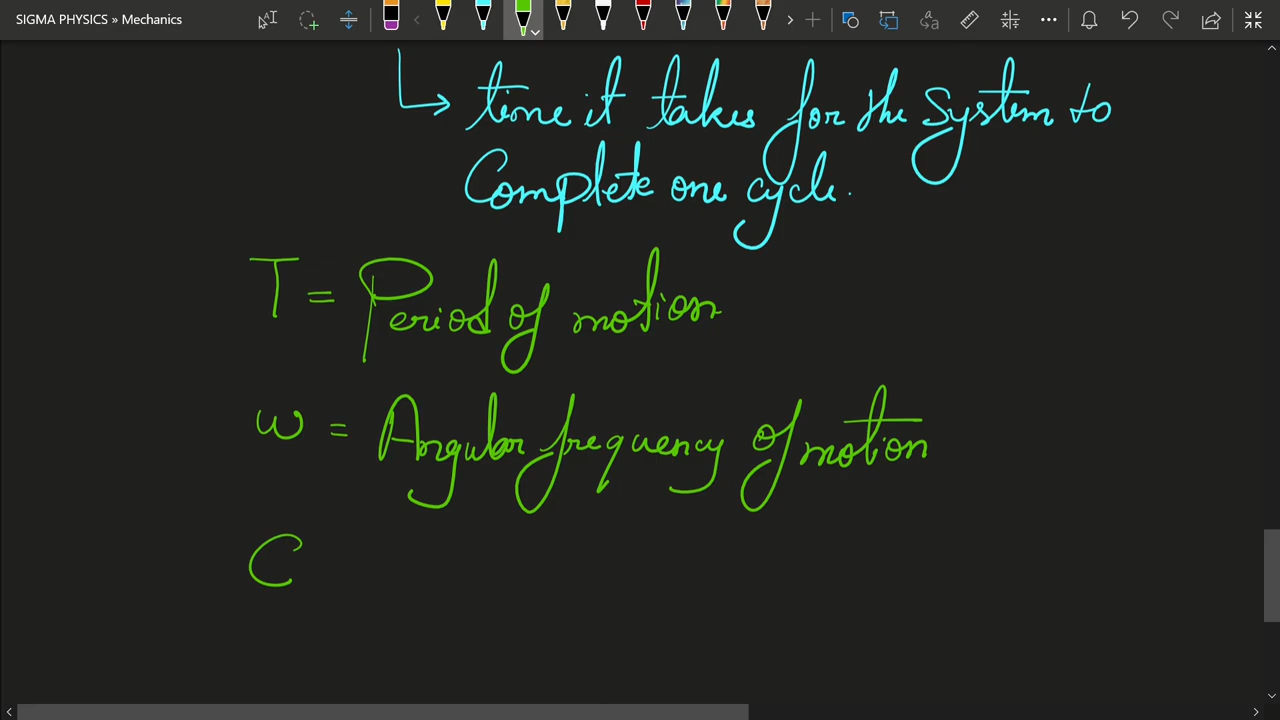 SIGMA PHYSICS » Mechanics
time it takes for the System to
Complete one cycle.
T = Period of motion
ω = Angular frequency of motion
C